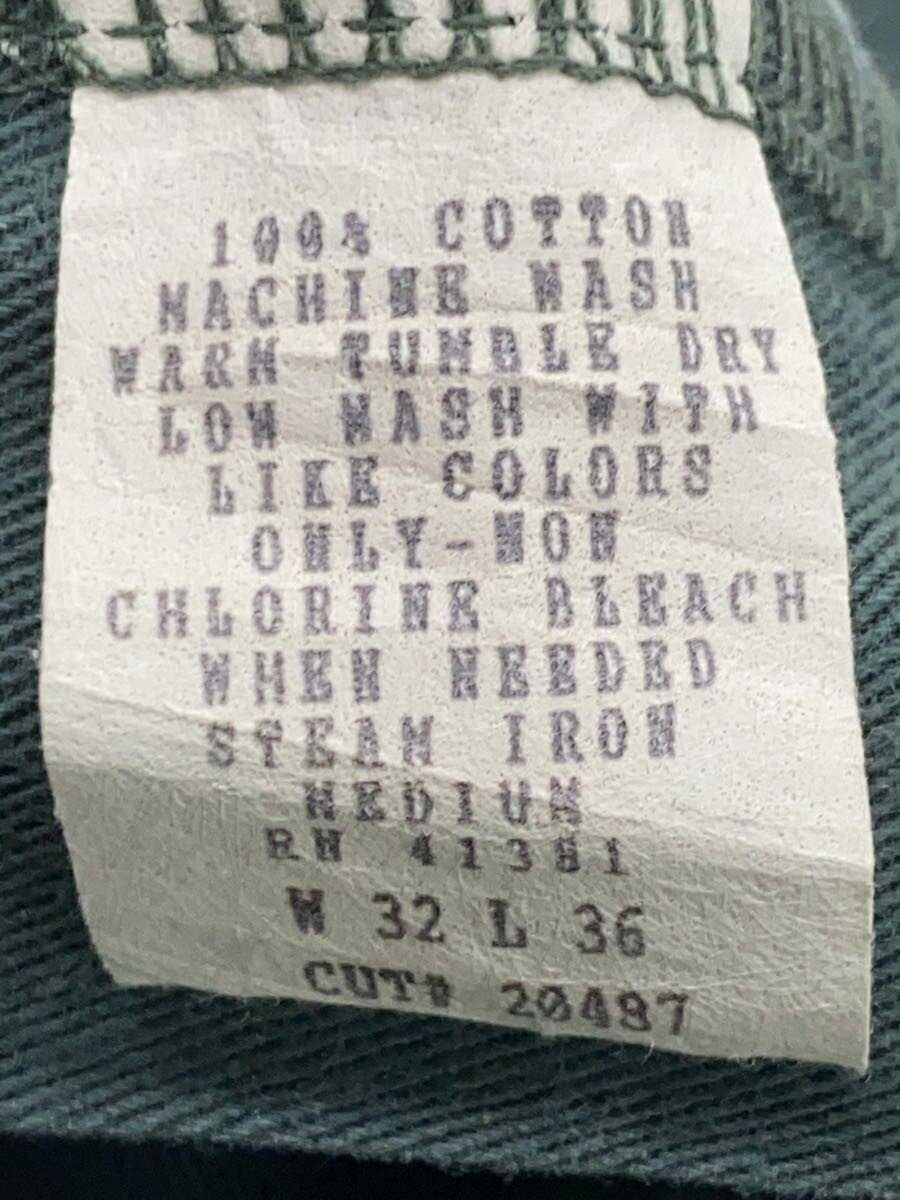 100% COTTON
MACHINE WASH
WARM TUMBLE DRY
LOW WASH WITH
LIKE COLORS
ONLY-NON
CHLORINE BLEACH
WHEN NEEDED
STEAM IRON
MEDIUM
RN 41381
W 32 L 36
CUT# 20487